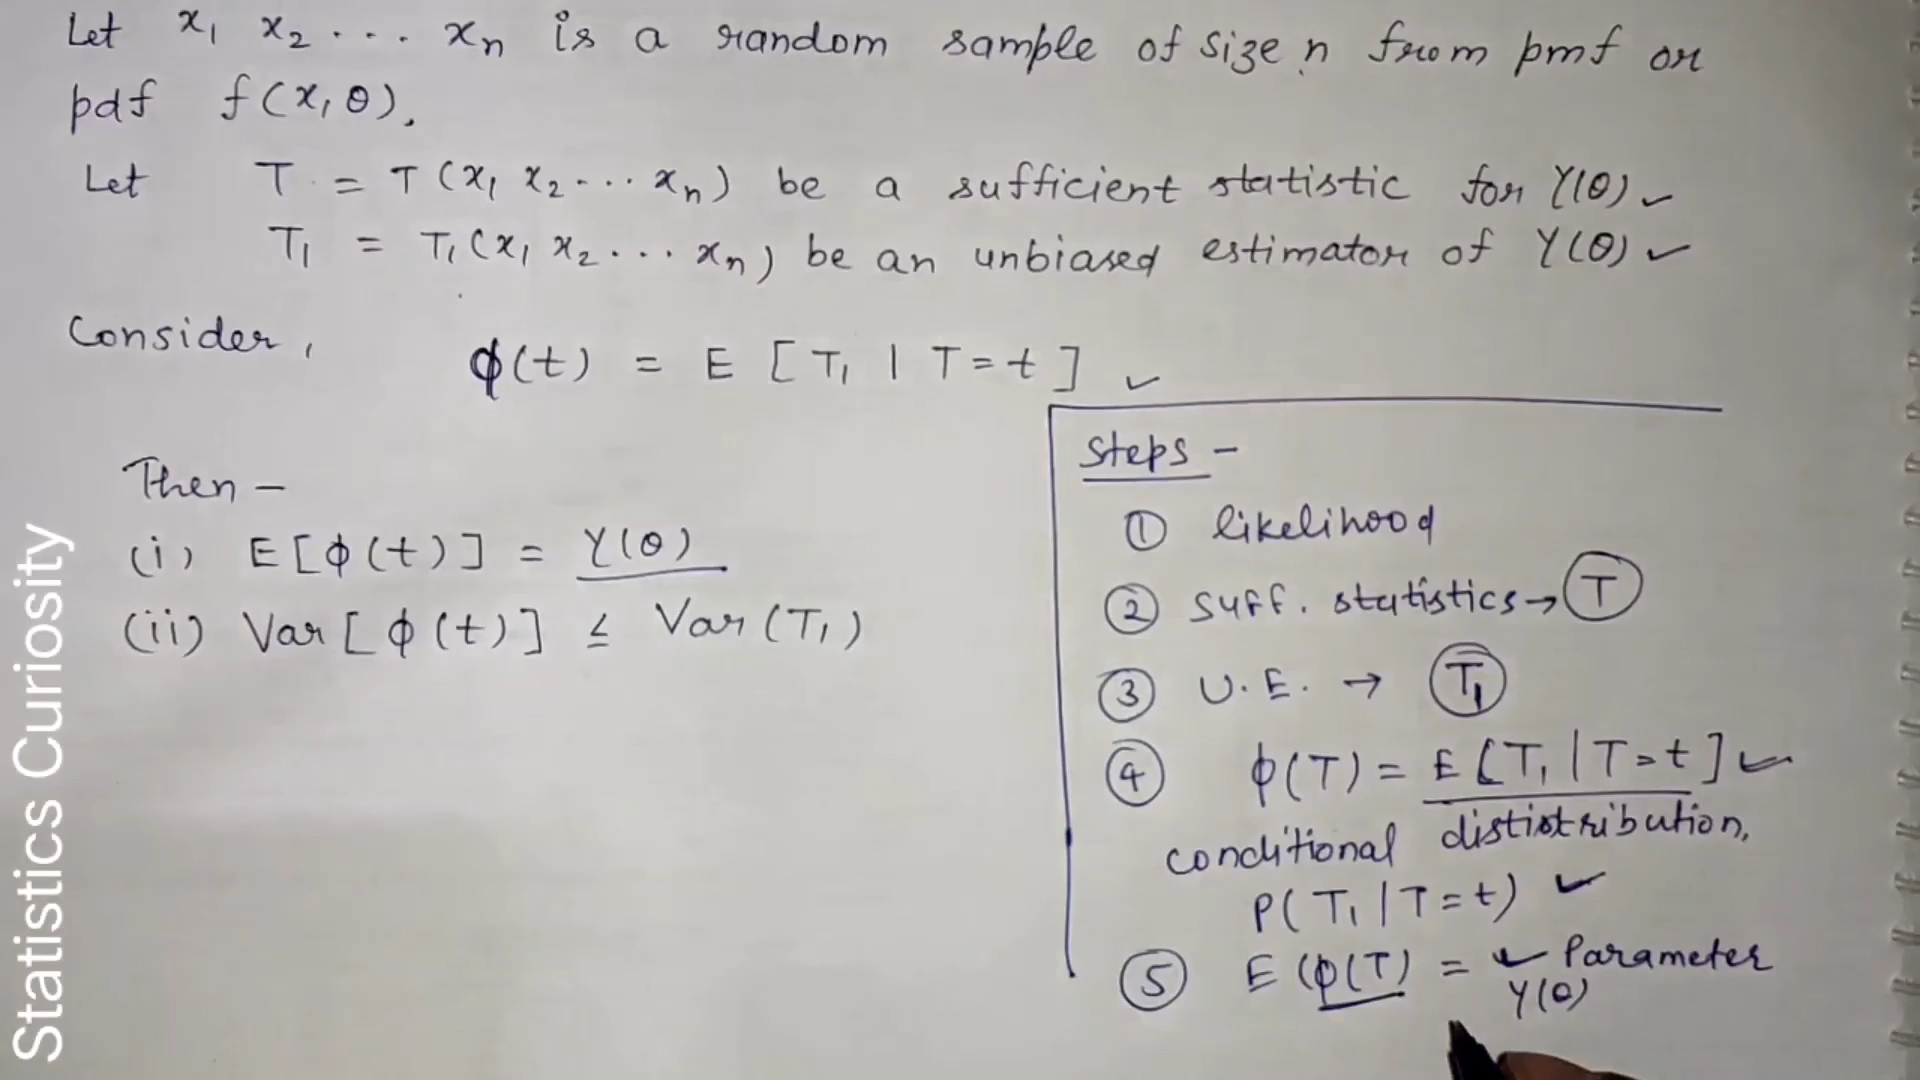 Let x₁ x₂ ... xₙ is a random sample of size n from pmf or
pdf f(x, θ).
Let T = T(x₁ x₂ ... xₙ) be a sufficient statistic for γ(θ) ✓
T₁ = T₁(x₁ x₂ ... xₙ) be an unbiased estimator of γ(θ) ✓
Consider, ϕ(t) = E [T₁ | T = t] ✓
Then -
(i) E[ϕ(t)] = γ(θ)
(ii) Var[ϕ(t)] ≤ Var(T₁)
Steps -
① likelihood
② suff. statistics → T
③ U.E. → T₁
④ ϕ(T) = E[T₁ | T = t] ✓
conditional dististribution,
P(T₁ | T = t) ✓
⑤ E(ϕ(T) = ✓ Parameter
γ(θ)
Statistics Curiosity